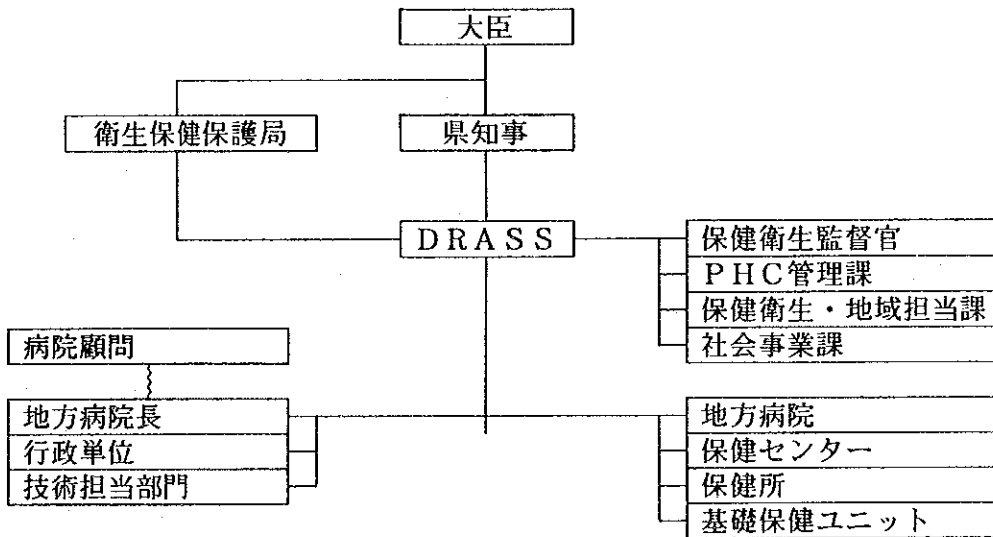 大臣
衛生保健保護局
県知事
DRASS
保健衛生監督官
PHC管理課
保健衛生・地域担当課
社会事業課
病院顧問
地方病院長
行政単位
技術担当部門
地方病院
保健センター
保健所
基礎保健ユニット